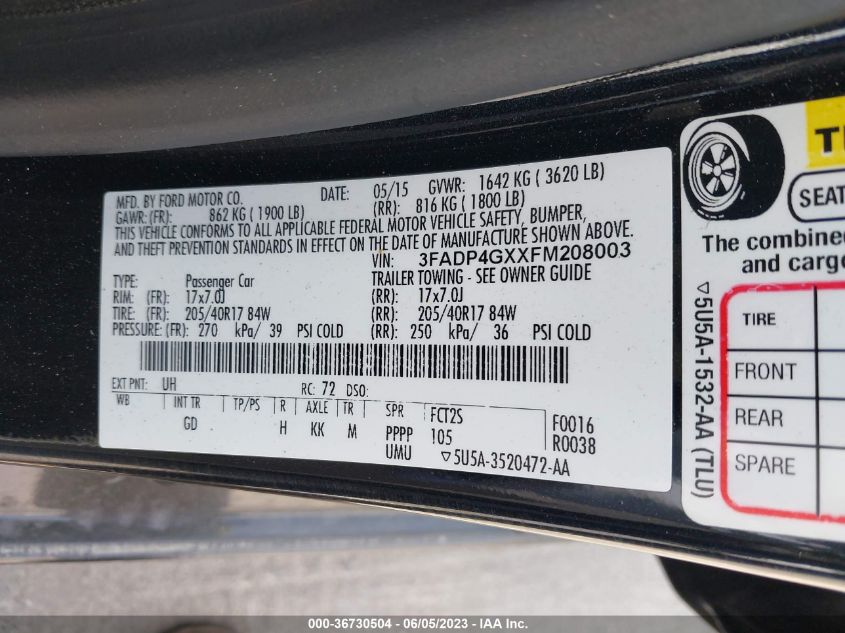 MFD. BY FORD MOTOR CO. DATE: 05/15 GVWR: 1642 KG ( 3620 LB)
GAWR: (FR): 862 KG ( 1900 LB) (RR): 816 KG ( 1800 LB)
THIS VEHICLE CONFORMS TO ALL APPLICABLE FEDERAL MOTOR VEHICLE SAFETY, BUMPER,
AND THEFT PREVENTION STANDARDS IN EFFECT ON THE DATE OF MANUFACTURE SHOWN ABOVE.
VIN: 3FADP4GXXFM208003
TYPE: Passenger Car TRAILER TOWING - SEE OWNER GUIDE
RIM: (FR): 17x7.0J (RR): 17x7.0J
TIRE: (FR): 205/40R17 84W (RR): 205/40R17 84W
PRESSURE: (FR): 270 kPa/ 39 PSI COLD (RR): 250 kPa/ 36 PSI COLD
EXT PNT: UH RC: 72 DSO:
WB INT TR TP/PS R AXLE TR SPR FCT2S F0016
GD H KK M PPPP 105 R0038
UMU ▽5U5A-3520472-AA
SEAT
The combined
and cargo
TIRE
FRONT
REAR
SPARE
▽5U5A-1532-AA (TLU)
000-36730504 - 06/05/2023 - IAA Inc.